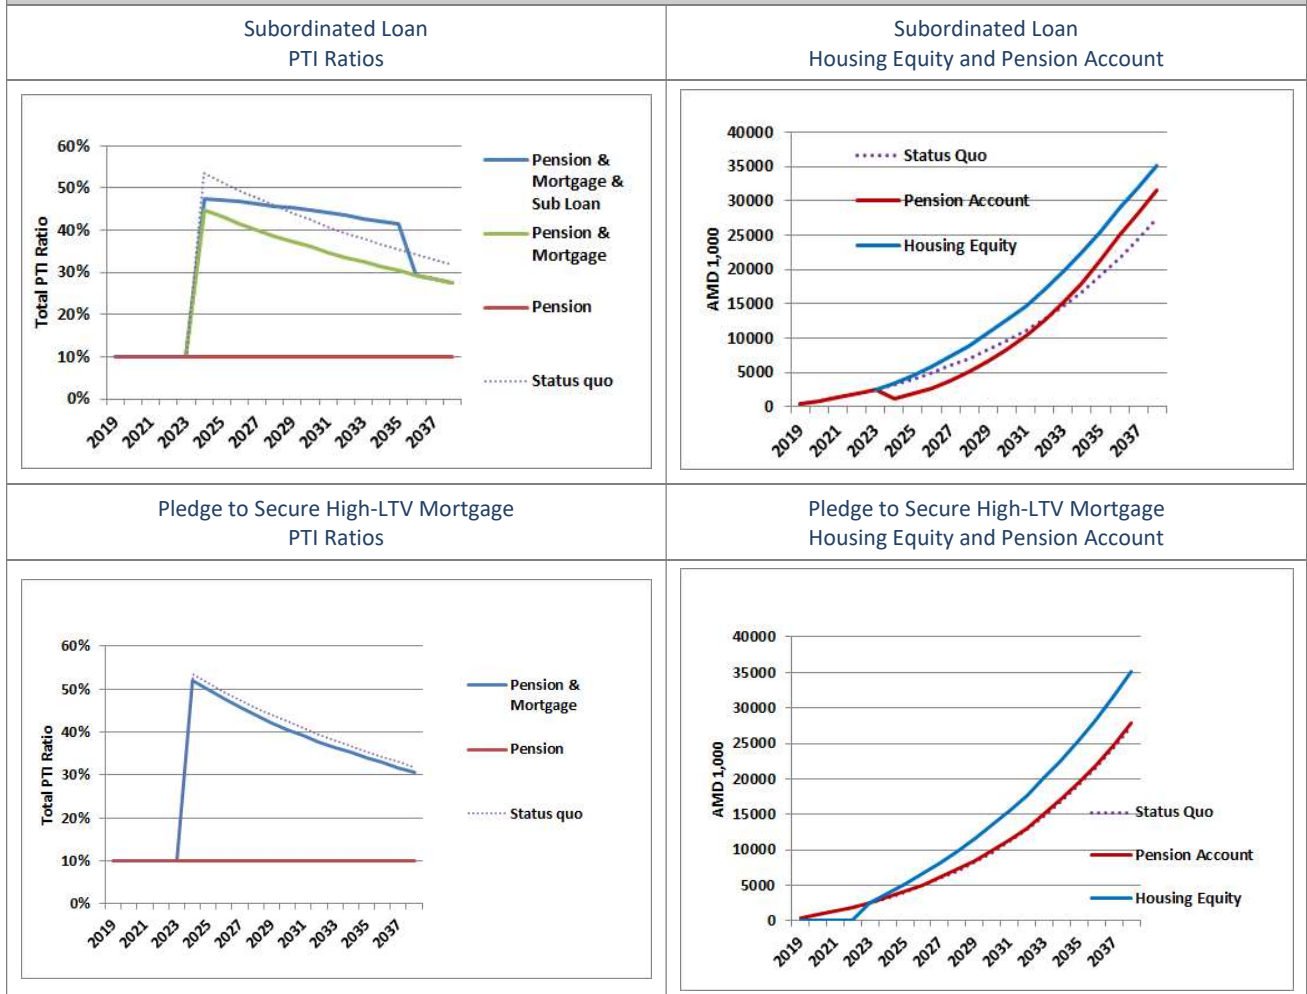 Subordinated Loan
PTI Ratios
Subordinated Loan
Housing Equity and Pension Account
60%
50%
40%
30%
20%
10%
0%
Total PTI Ratio
2019
2021
2023
2025
2027
2029
2031
2033
2035
2037
Pension &
Mortgage &
Sub Loan
Pension &
Mortgage
Pension
Status quo
40000
35000
30000
25000
20000
15000
10000
5000
0
AMD 1,000
2019
2021
2023
2025
2027
2029
2031
2033
2035
2037
Status Quo
Pension Account
Housing Equity
Pledge to Secure High-LTV Mortgage
PTI Ratios
Pledge to Secure High-LTV Mortgage
Housing Equity and Pension Account
60%
50%
40%
30%
20%
10%
0%
Total PTI Ratio
2019
2021
2023
2025
2027
2029
2031
2033
2035
2037
Pension &
Mortgage
Pension
Status quo
40000
35000
30000
25000
20000
15000
10000
5000
0
AMD 1,000
2019
2021
2023
2025
2027
2029
2031
2033
2035
2037
Status Quo
Pension Account
Housing Equity